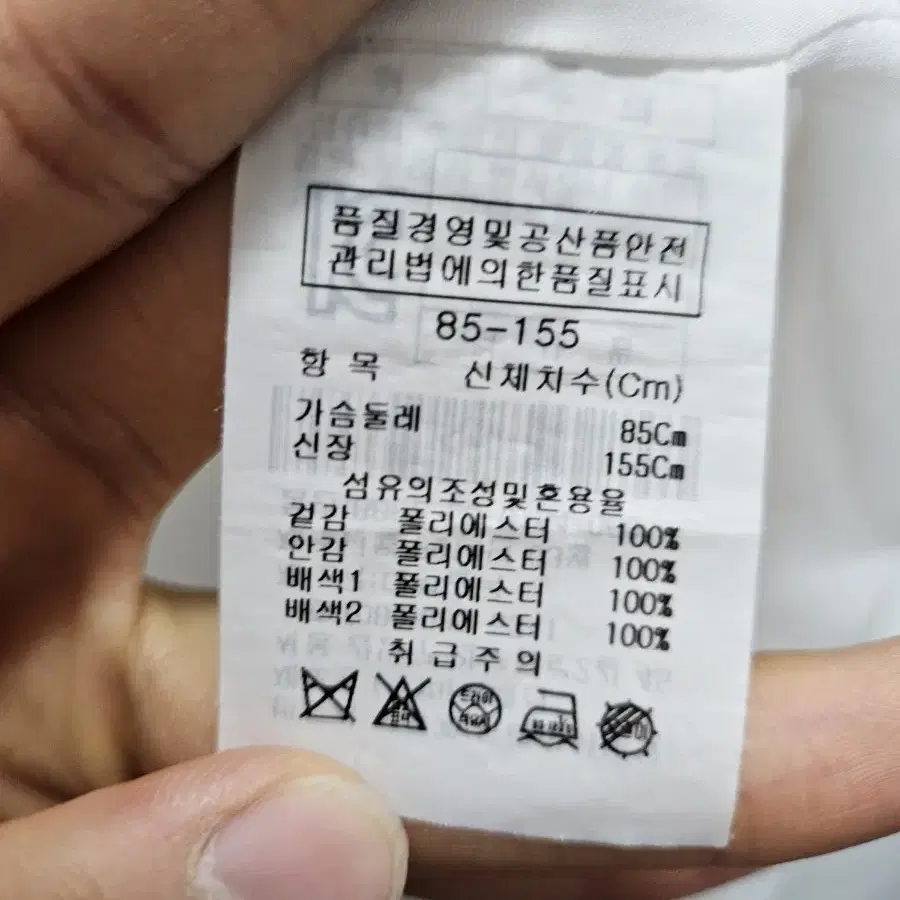 품질경영및공산품안전
관리법에의한품질표시
85-155
항 목 신체치수(Cm)
가슴둘레 85Cm
신장 155Cm
섬유의조성및혼용율
겉감 폴리에스터 100%
안감 폴리에스터 100%
배색1 폴리에스터 100%
배색2 폴리에스터 100%
취급주의
드라이